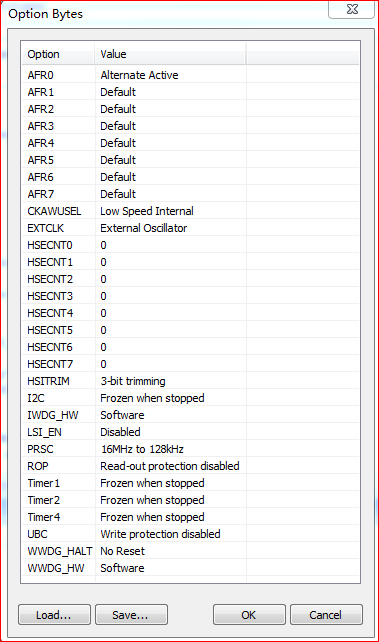 Option Bytes
Option Value
AFR0 Alternate Active
AFR1 Default
AFR2 Default
AFR3 Default
AFR4 Default
AFR5 Default
AFR6 Default
AFR7 Default
CKAWUSEL Low Speed Internal
EXTCLK External Oscillator
HSECNT0 0
HSECNT1 0
HSECNT2 0
HSECNT3 0
HSECNT4 0
HSECNT5 0
HSECNT6 0
HSECNT7 0
HSITRIM 3-bit trimming
I2C Frozen when stopped
IWDG_HW Software
LSI_EN Disabled
PRSC 16MHz to 128kHz
ROP Read-out protection disabled
Timer1 Frozen when stopped
Timer2 Frozen when stopped
Timer4 Frozen when stopped
UBC Write protection disabled
WWDG_HALT No Reset
WWDG_HW Software
Load... Save... OK Cancel